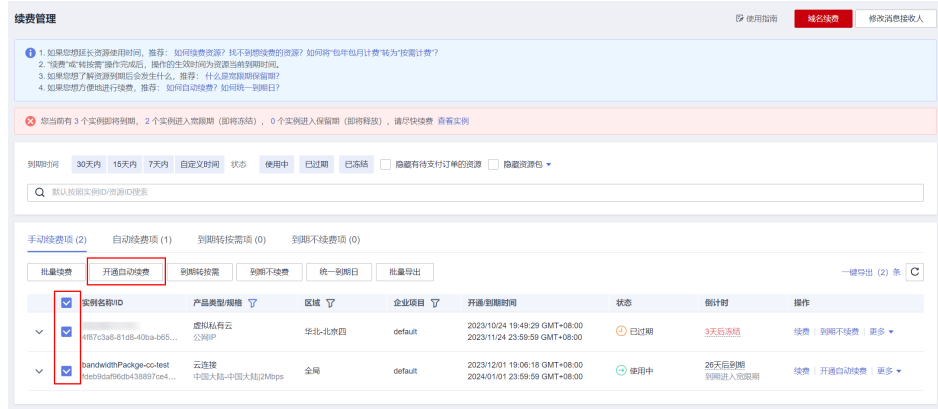 续费管理
使用指南 域名续费 修改消息接收人
1. 如果您想延长资源使用时间，推荐： 如何续费资源？找不到想续费的资源？如何将“包年包月计费”转为“按需计费”？
2. “续费”或“转按需”操作完成后，操作的生效时间为资源当前到期时间。
3. 如果您想了解资源到期后会发生什么，推荐： 什么是宽限期保留期？
4. 如果您想方便地进行续费，推荐： 如何自动续费？如何统一到期日？
您当前有 3 个实例即将到期， 2 个实例进入宽限期（即将冻结）， 0 个实例进入保留期（即将释放），请尽快续费 查看实例
到期时间 30天内 15天内 7天内 自定义时间 状态 使用中 已过期 已冻结 隐藏有待支付订单的资源 隐藏资源包
默认按照实例ID/资源ID搜索
手动续费项 (2) 自动续费项 (1) 到期转按需项 (0) 到期不续费项 (0)
批量续费 开通自动续费 到期转按需 到期不续费 统一到期日 批量导出 一键导出 (2) 条
实例名称/ID 产品类型/规格 区域 企业项目 开通/到期时间 状态 倒计时 操作
虚拟私有云 2023/10/24 19:49:29 GMT+08:00
华北-北京四 default 已过期 3天后冻结 续费 到期不续费 更多
4f87c3a8-81d8-40ba-b65... 公网IP 2023/11/24 23:59:59 GMT+08:00
bandwidthPackge-cc-test 云连接 2023/12/01 19:06:18 GMT+08:00 26天后到期
全局 default 使用中 续费 开通自动续费 更多
fdeb9daf96db438897ce4... 中国大陆-中国大陆|2Mbps 2024/01/01 23:59:59 GMT+08:00 到期进入宽限期